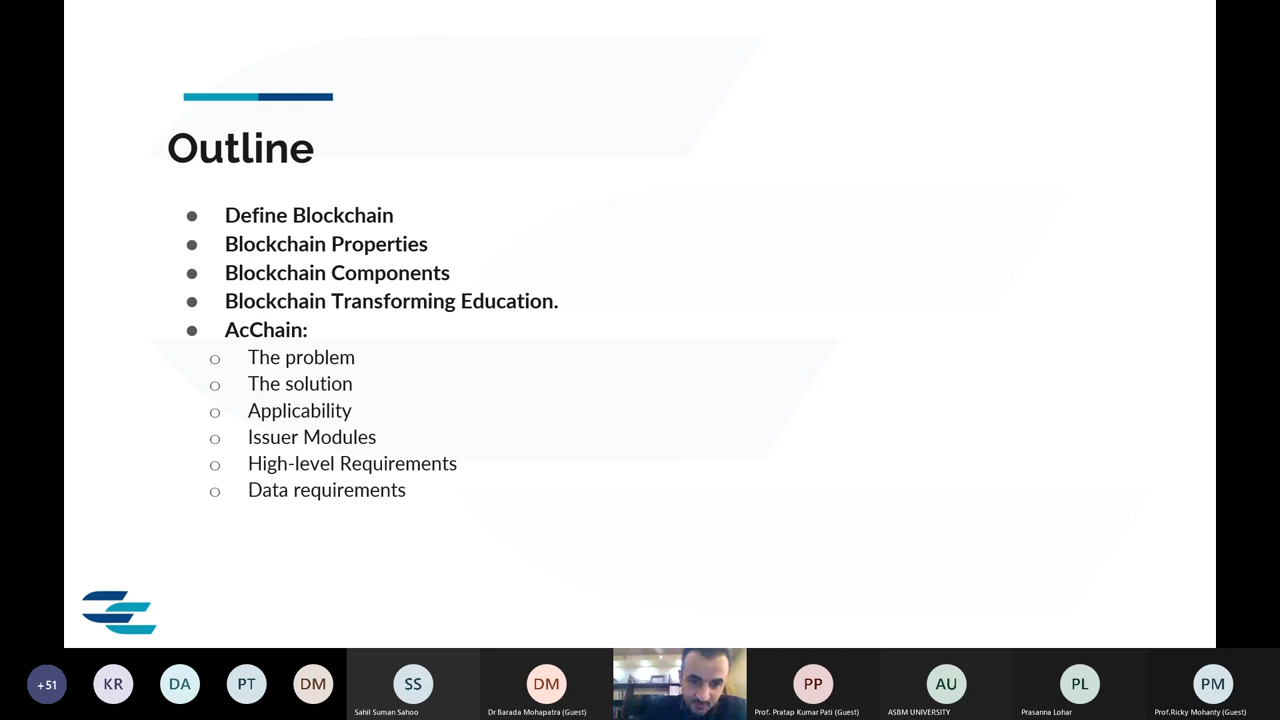 Outline
● Define Blockchain
● Blockchain Properties
● Blockchain Components
● Blockchain Transforming Education.
● AcChain:
○ The problem
○ The solution
○ Applicability
○ Issuer Modules
○ High-level Requirements
○ Data requirements
+51
KR
DA
PT
DM
SS
DM
PP
AU
PL
PM
Sahil Suman Sahoo
Dr Barada Mohapatra (Guest)
Prof. Pratap Kumar Pati (Guest)
ASBM UNIVERSITY
Prasanna Lohar
Prof.Ricky Mohanty (Guest)